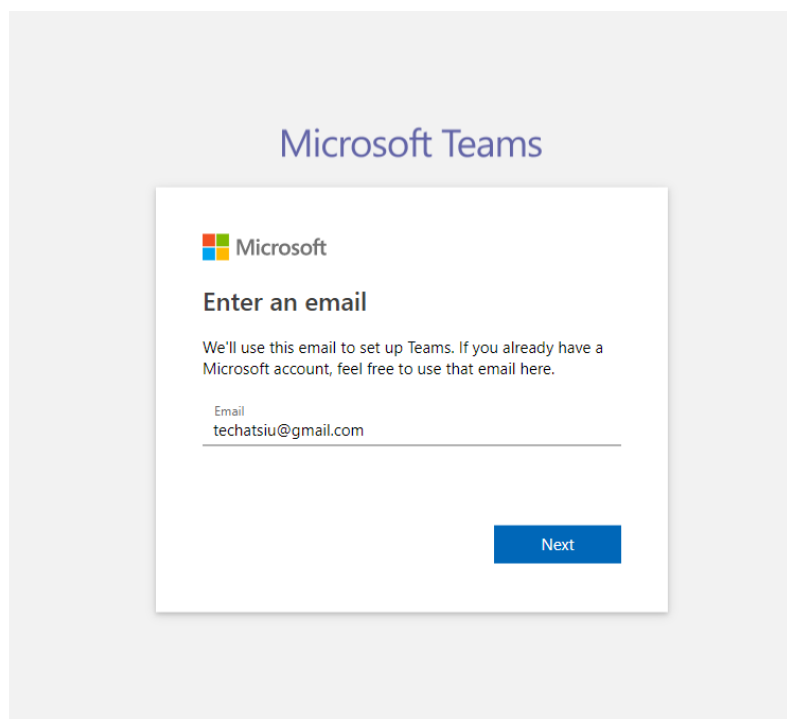 Microsoft Teams
Microsoft
Enter an email
We'll use this email to set up Teams. If you already have a
Microsoft account, feel free to use that email here.
Email
techatsiu@gmail.com
Next